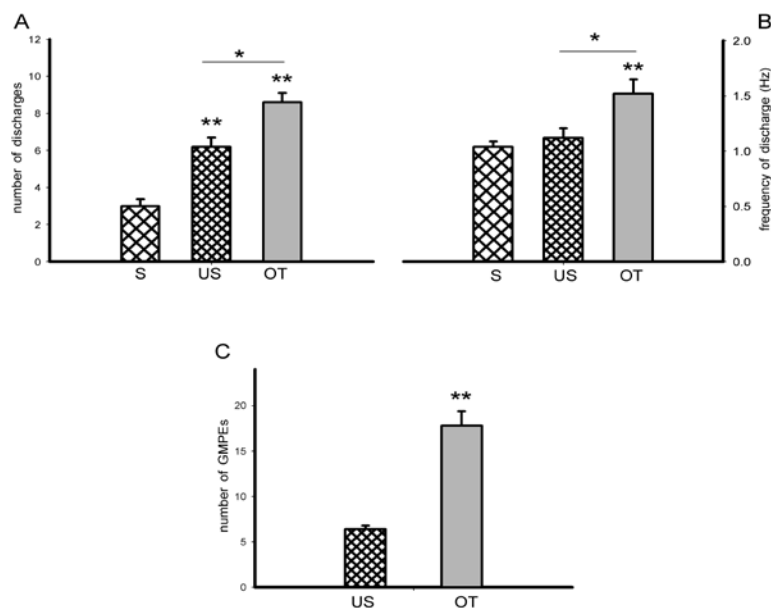 A
number of discharges
12
10
8
6
4
2
0
**
*
**
S US OT
B
*
**
frequency of discharge (Hz)
2.0
1.5
1.0
0.5
0.0
S US OT
C
number of GMPEs
20
15
10
5
0
**
US OT